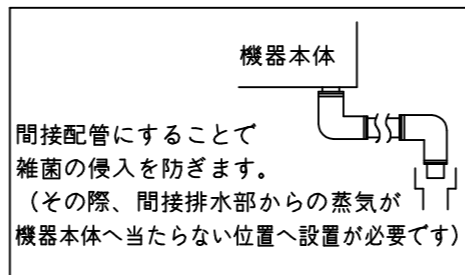 機器本体
間接配管にすることで
雑菌の侵入を防ぎます。
（その際、間接排水部からの蒸気が
機器本体へ当たらない位置へ設置が必要です）